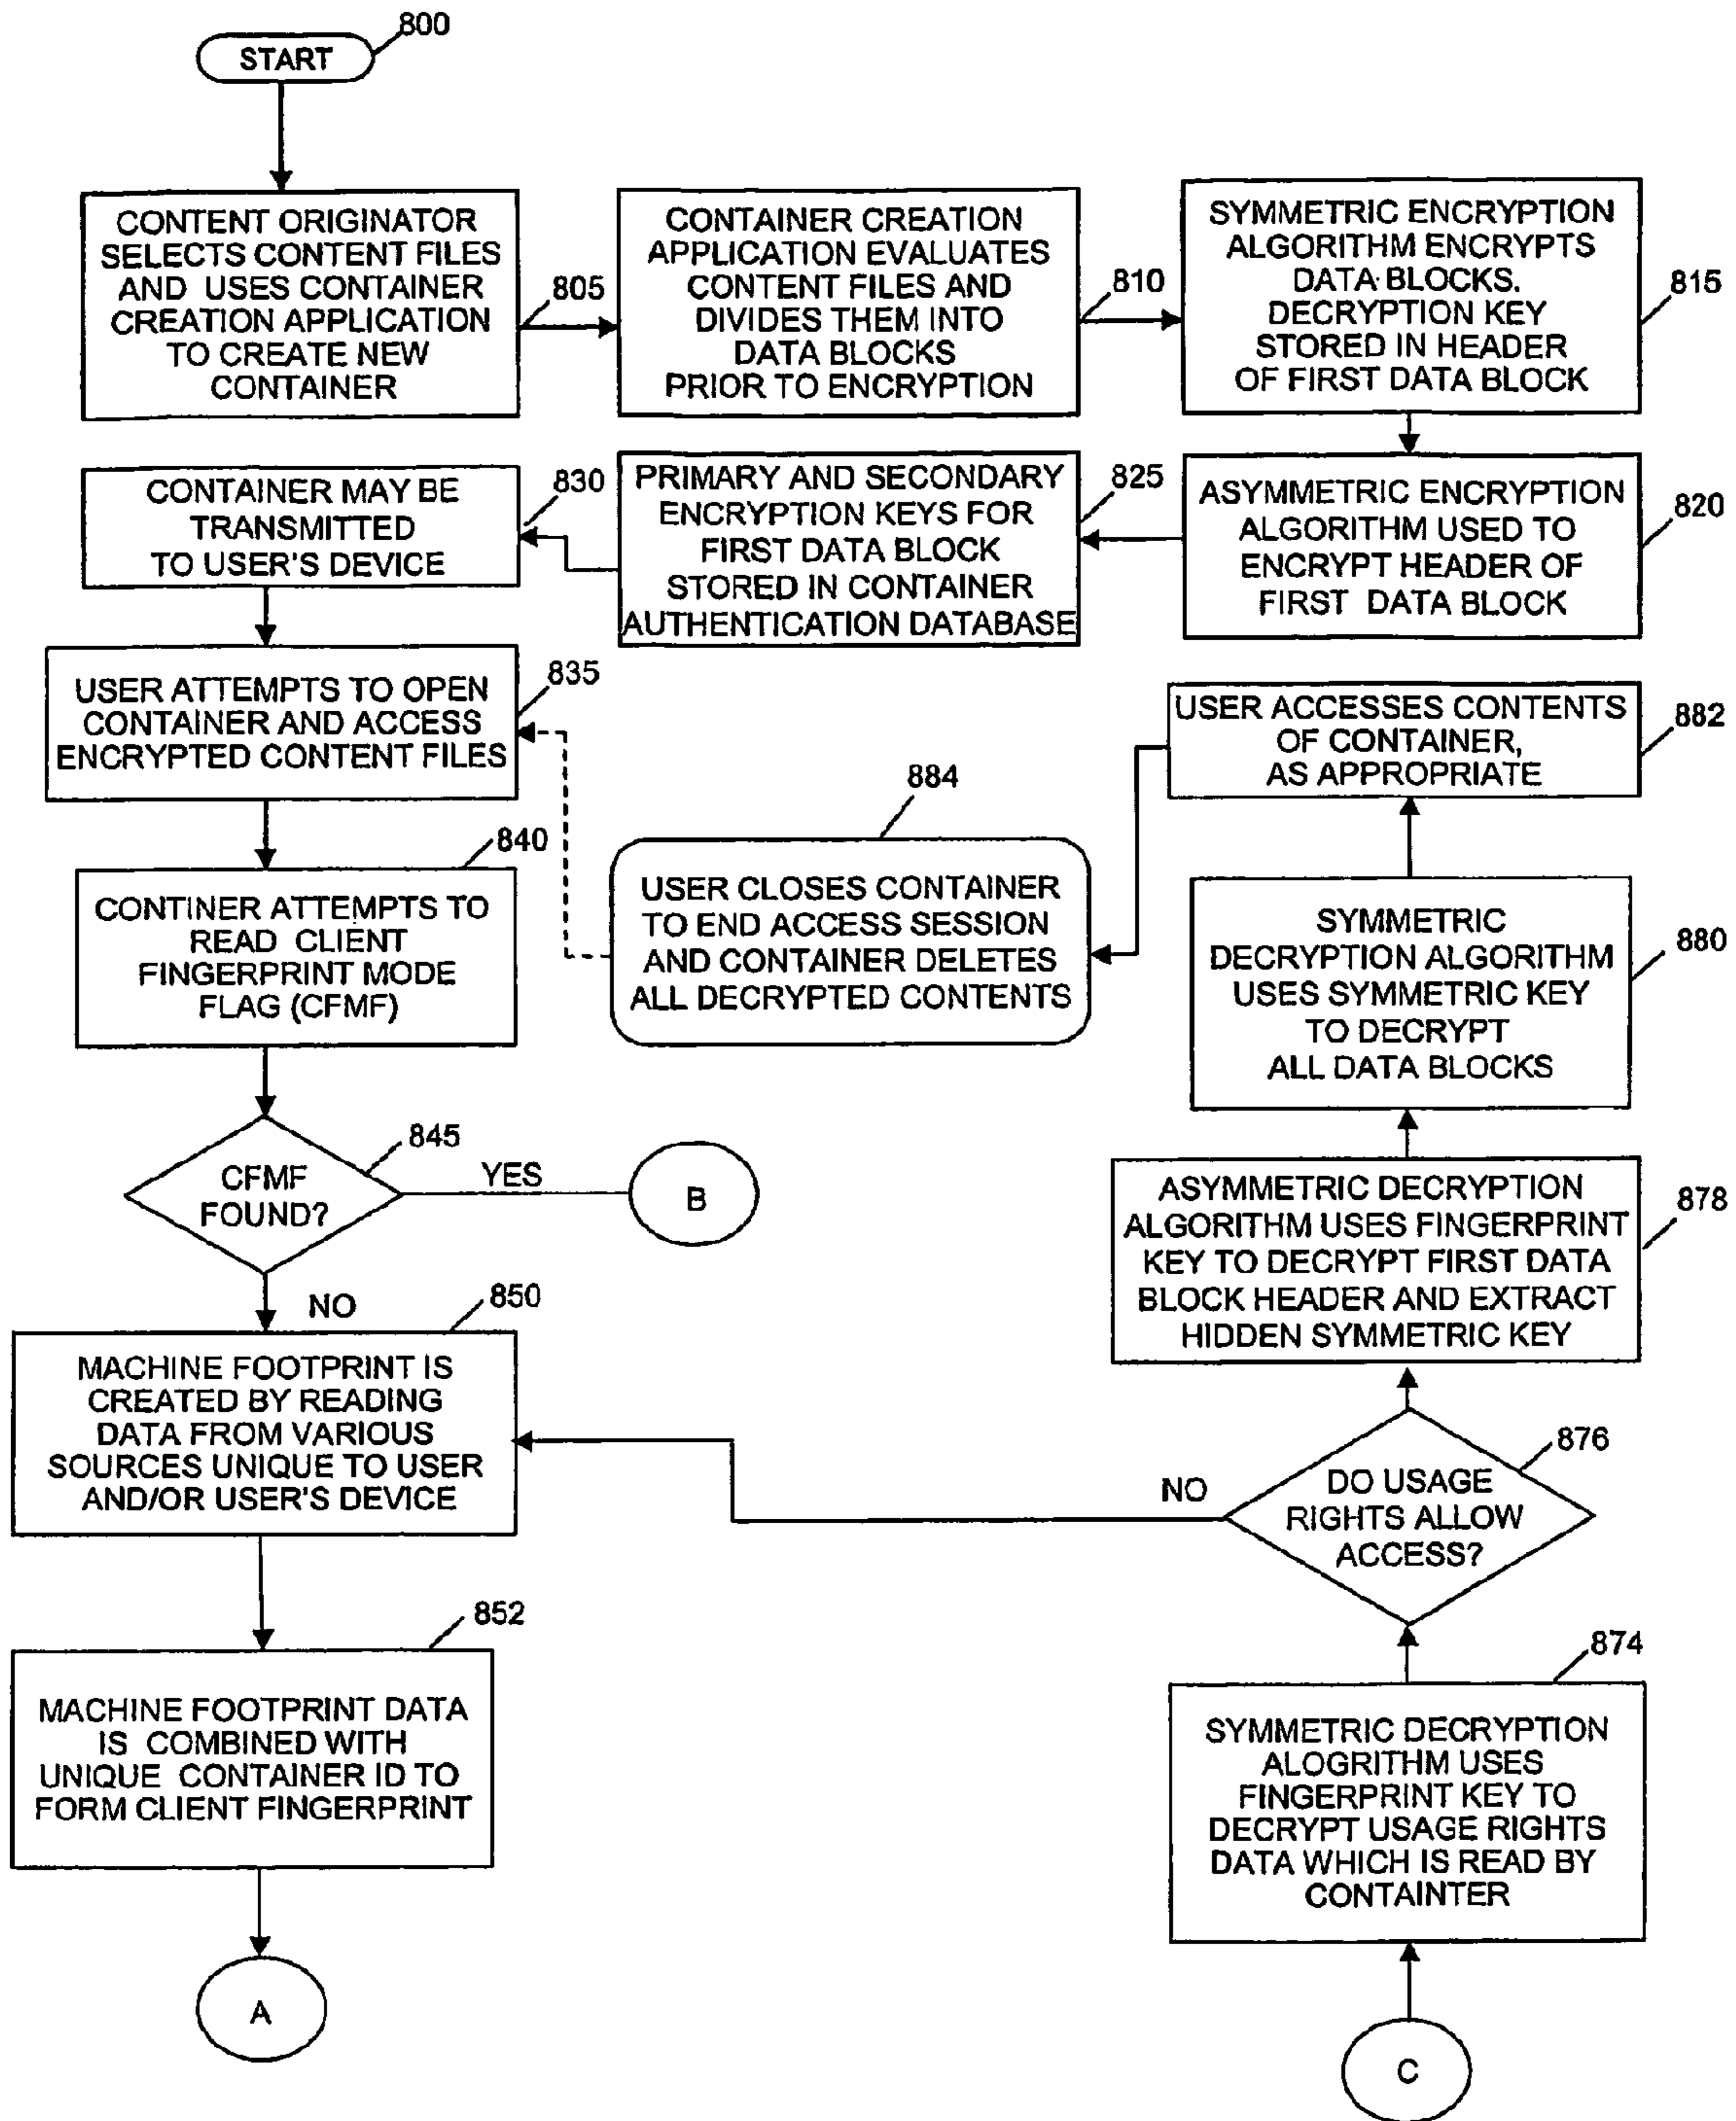 800
START
CONTENT ORIGINATOR
SELECTS CONTENT FILES
AND USES CONTAINER
CREATION APPLICATION
TO CREATE NEW
CONTAINER
805
CONTAINER CREATION
APPLICATION EVALUATES
CONTENT FILES AND
DIVIDES THEM INTO
DATA BLOCKS
PRIOR TO ENCRYPTION
810
SYMMETRIC ENCRYPTION
ALGORITHM ENCRYPTS
DATA BLOCKS.
DECRYPTION KEY
STORED IN HEADER
OF FIRST DATA BLOCK
815
ASYMMETRIC ENCRYPTION
ALGORITHM USED TO
ENCRYPT HEADER OF
FIRST DATA BLOCK
820
PRIMARY AND SECONDARY
ENCRYPTION KEYS FOR
FIRST DATA BLOCK
STORED IN CONTAINER
AUTHENTICATION DATABASE
825
CONTAINER MAY BE
TRANSMITTED
TO USER'S DEVICE
830
USER ATTEMPTS TO OPEN
CONTAINER AND ACCESS
ENCRYPTED CONTENT FILES
835
840
CONTINER ATTEMPTS TO
READ CLIENT
FINGERPRINT MODE
FLAG (CFMF)
845
CFMF
FOUND?
YES
B
NO
850
MACHINE FOOTPRINT IS
CREATED BY READING
DATA FROM VARIOUS
SOURCES UNIQUE TO USER
AND/OR USER'S DEVICE
852
MACHINE FOOTPRINT DATA
IS COMBINED WITH
UNIQUE CONTAINER ID TO
FORM CLIENT FINGERPRINT
A
USER ACCESSES CONTENTS
OF CONTAINER,
AS APPROPRIATE
882
884
USER CLOSES CONTAINER
TO END ACCESS SESSION
AND CONTAINER DELETES
ALL DECRYPTED CONTENTS
SYMMETRIC
DECRYPTION ALGORITHM
USES SYMMETRIC KEY
TO DECRYPT
ALL DATA BLOCKS
880
ASYMMETRIC DECRYPTION
ALGORITHM USES FINGERPRINT
KEY TO DECRYPT FIRST DATA
BLOCK HEADER AND EXTRACT
HIDDEN SYMMETRIC KEY
878
876
NO
DO USAGE
RIGHTS ALLOW
ACCESS?
874
SYMMETRIC DECRYPTION
ALOGRITHM USES
FINGERPRINT KEY TO
DECRYPT USAGE RIGHTS
DATA WHICH IS READ BY
CONTAINTER
C